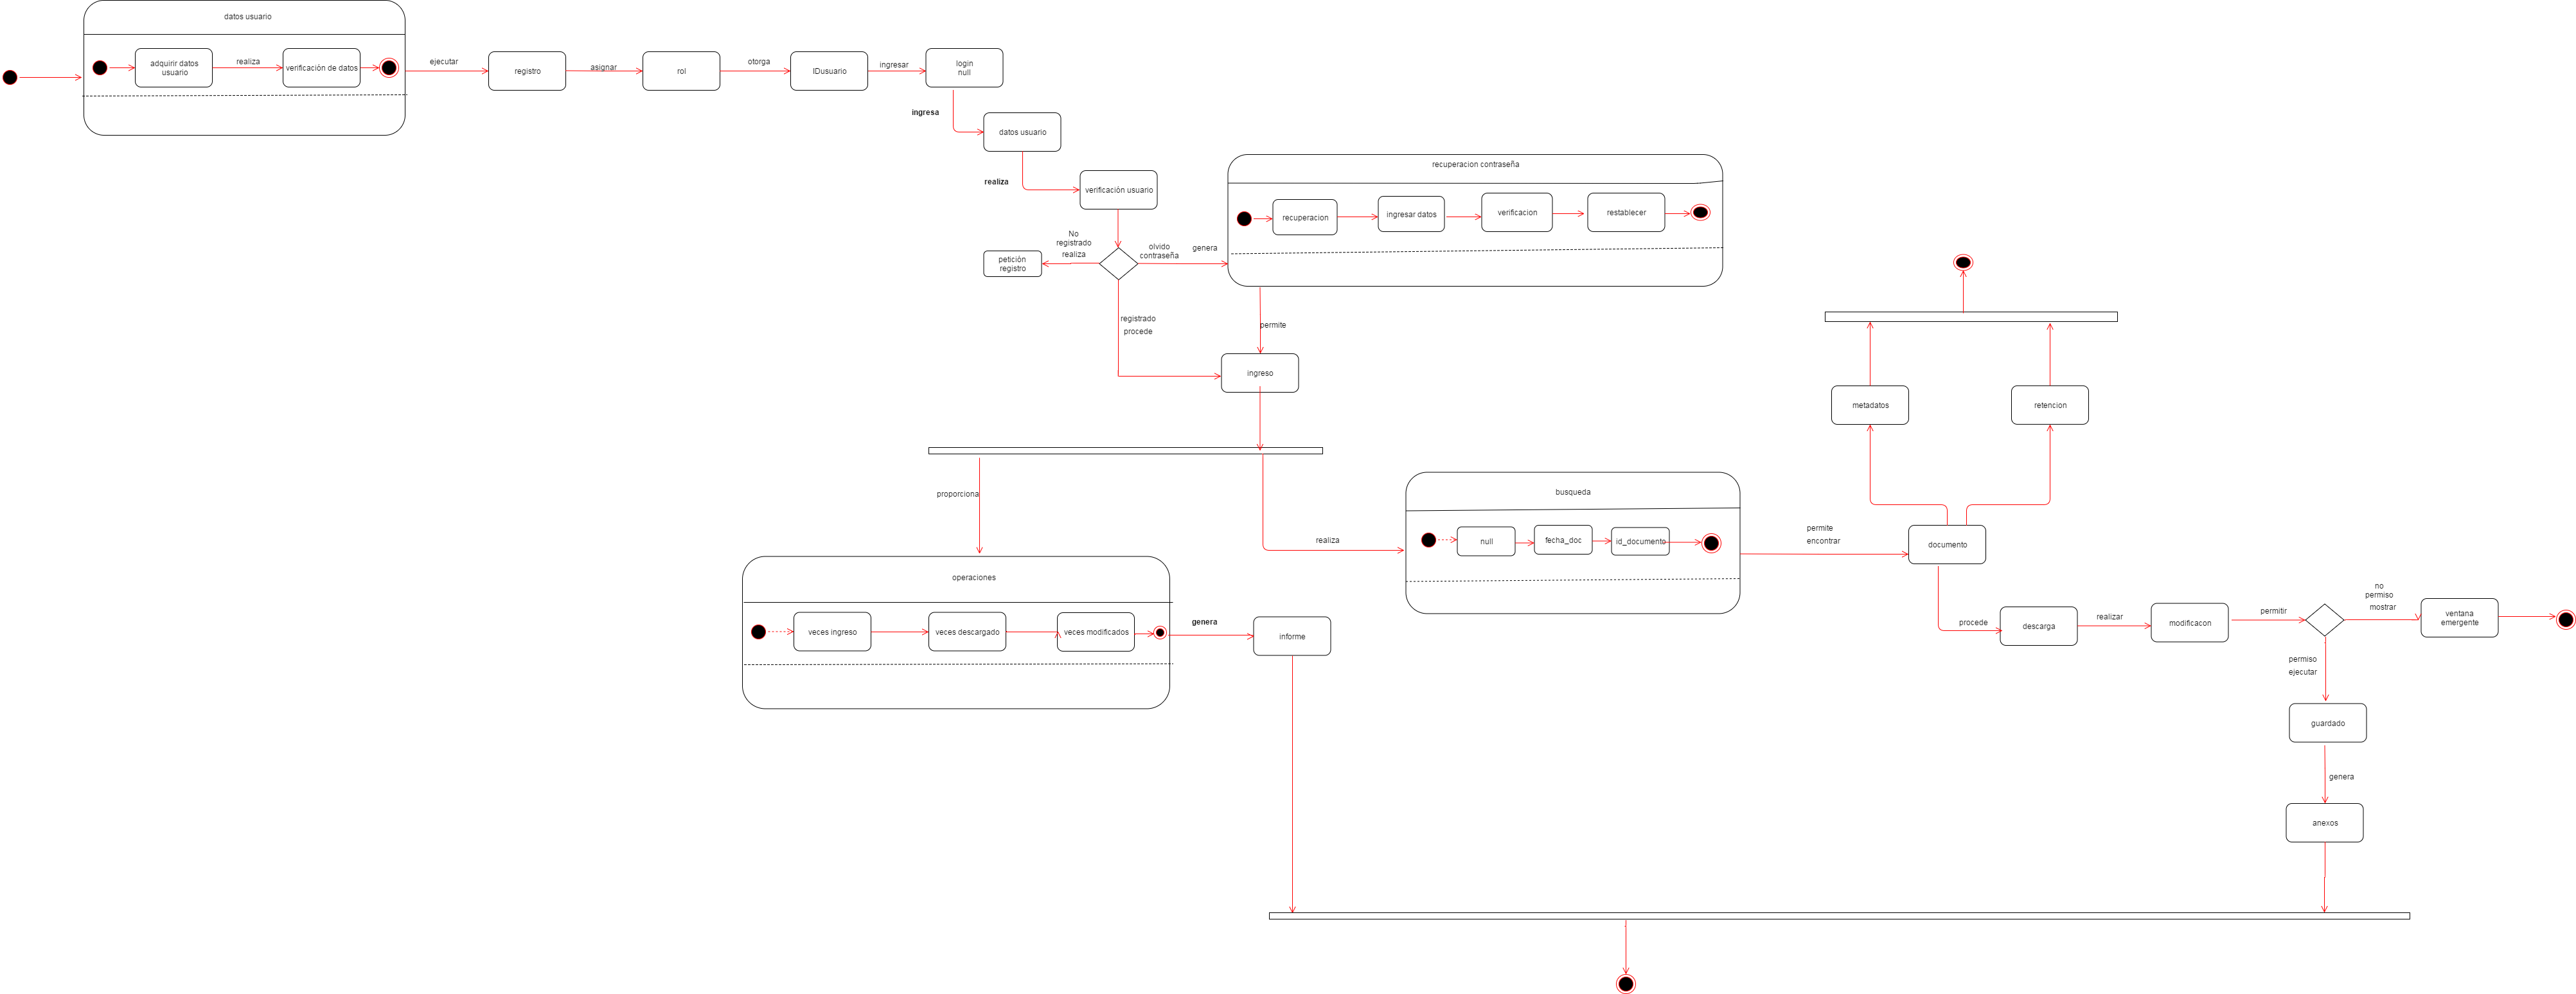 datos usuario
adquirir datos
usuario
realiza
verificación de datos
ejecutar
registro
asignar
rol
otorga
IDusuario
ingresar
login
null
ingresa
datos usuario
realiza
verificación usuario
No
registrado
realiza
petición
registro
olvido
contraseña
genera
recuperacion contraseña
recuperacion
ingresar datos
verificacion
restablecer
registrado
procede
permite
ingreso
proporciona
realiza
operaciones
veces ingreso
veces descargado
veces modificados
genera
informe
busqueda
null
fecha_doc
id_documento
permite
encontrar
documento
metadatos
retencion
procede
descarga
realizar
modificacon
permitir
no
permiso
mostrar
ventana
emergente
permiso
ejecutar
guardado
genera
anexos